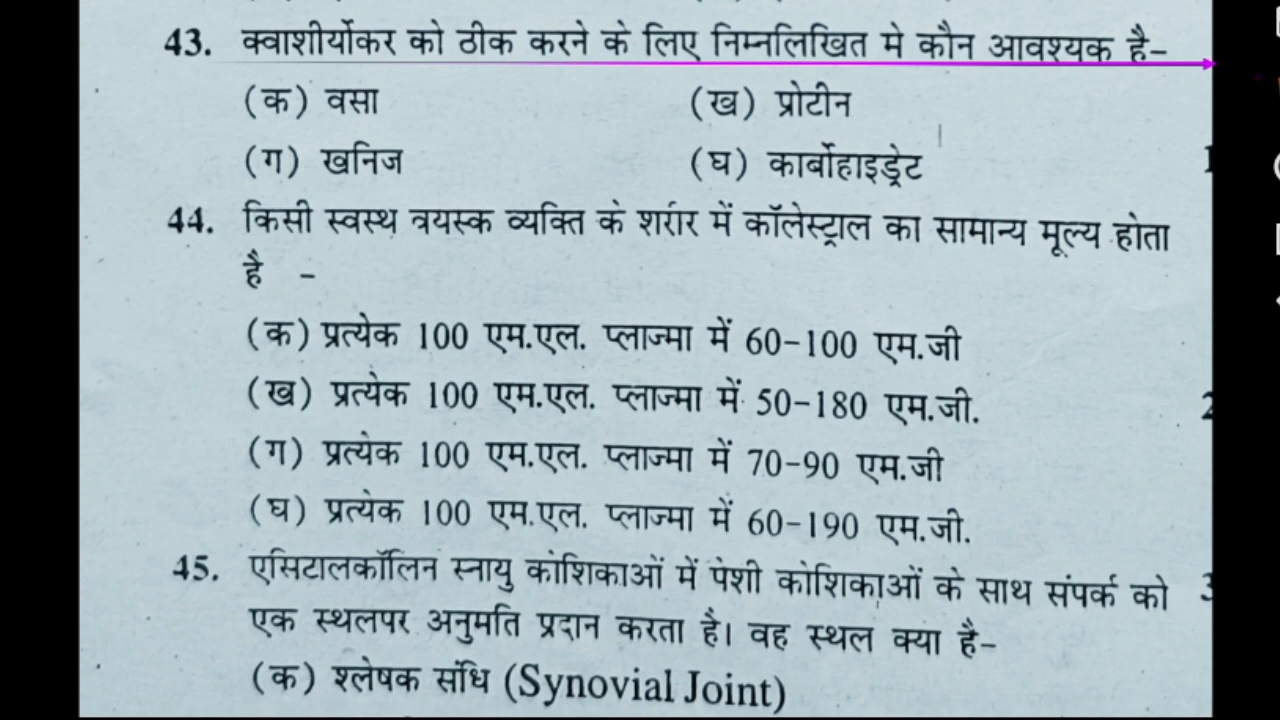 43. क्वाशीर्योकर को ठीक करने के लिए निम्नलिखित मे कौन आवश्यक है–
(क) वसा (ख) प्रोटीन
(ग) खनिज (घ) कार्बोहाइड्रेट
44. किसी स्वस्थ वयस्क व्यक्ति के शरीर में कॉलेस्ट्राल का सामान्य मूल्य होता
है –
(क) प्रत्येक 100 एम.एल. प्लाज्मा में 60-100 एम.जी
(ख) प्रत्येक 100 एम.एल. प्लाज्मा में 50-180 एम.जी.
(ग) प्रत्येक 100 एम.एल. प्लाज्मा में 70-90 एम.जी
(घ) प्रत्येक 100 एम.एल. प्लाज्मा में 60-190 एम.जी.
45. एसिटालकॉलिन स्नायु कोशिकाओं में पेशी कोशिकाओं के साथ संपर्क को
एक स्थलपर अनुमति प्रदान करता है। वह स्थल क्या है–
(क) श्लेषक संधि (Synovial Joint)